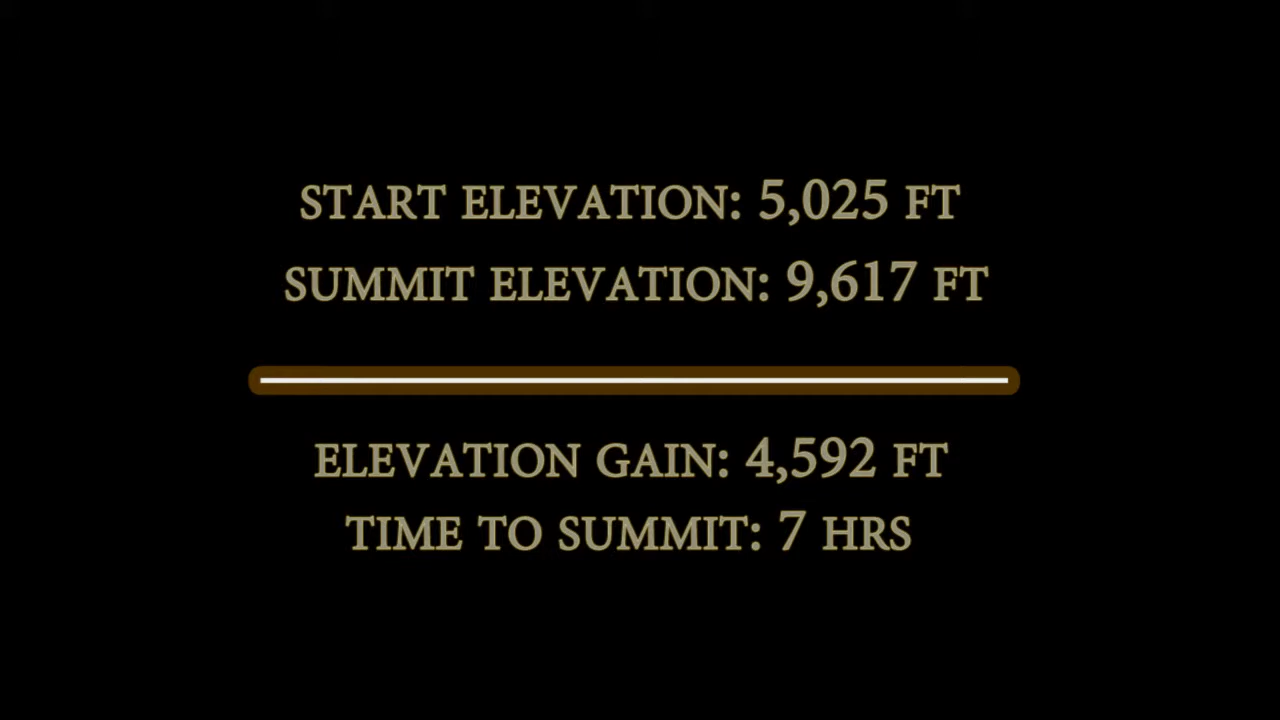 START ELEVATION: 5,025 FT
SUMMIT ELEVATION: 9,617 FT
ELEVATION GAIN: 4,592 FT
TIME TO SUMMIT: 7 HRS